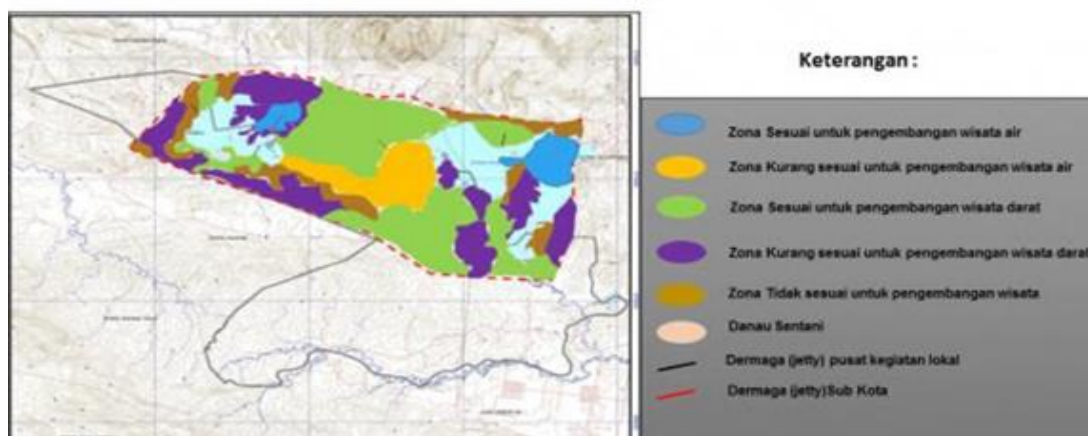 Keterangan :
Zona Sesuai untuk pengembangan wisata air
Zona Kurang sesuai untuk pengembangan wisata air
Zona Sesuai untuk pengembangan wisata darat
Zona Kurang sesuai untuk pengembangan wisata darat
Zona Tidak sesuai untuk pengembangan wisata
Danau Sentani
Dermaga (jetty) pusat kegiatan lokal
Dermaga (jetty)Sub Kota